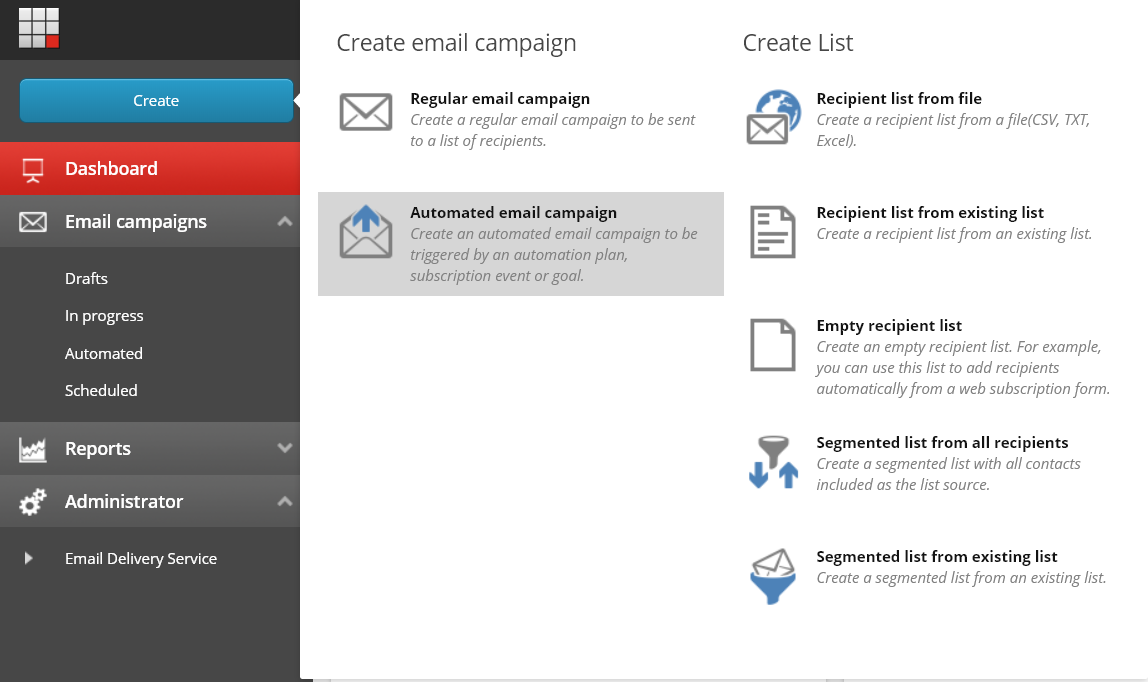 Create
Dashboard
Email campaigns
Drafts
In progress
Automated
Scheduled
Reports
Administrator
Email Delivery Service
Create email campaign
Regular email campaign
Create a regular email campaign to be sent
to a list of recipients.
Automated email campaign
Create an automated email campaign to be
triggered by an automation plan,
subscription event or goal.
Create List
Recipient list from file
Create a recipient list from a file(CSV, TXT,
Excel).
Recipient list from existing list
Create a recipient list from an existing list.
Empty recipient list
Create an empty recipient list. For example,
you can use this list to add recipients
automatically from a web subscription form.
Segmented list from all recipients
Create a segmented list with all contacts
included as the list source.
Segmented list from existing list
Create a segmented list from an existing list.